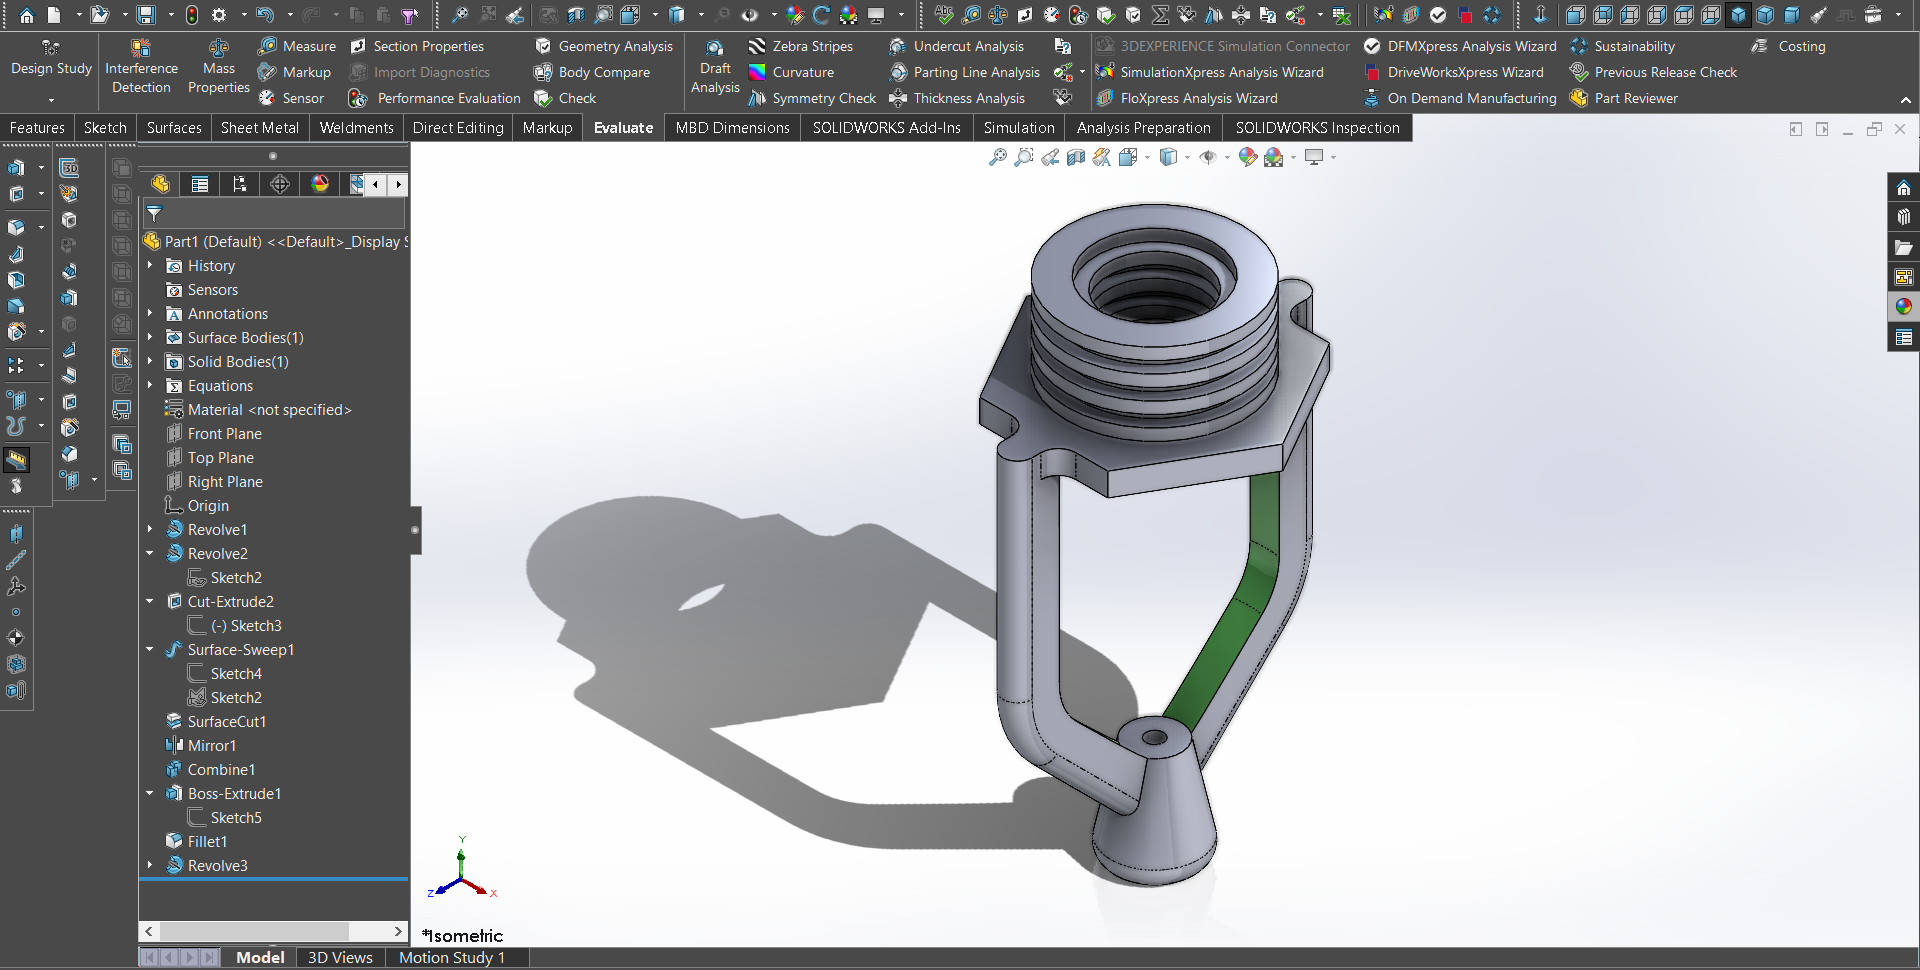 Design Study
Interference Detection
Mass Properties
Measure
Markup
Sensor
Section Properties
Import Diagnostics
Performance Evaluation
Geometry Analysis
Body Compare
Check
Draft Analysis
Zebra Stripes
Curvature
Symmetry Check
Undercut Analysis
Parting Line Analysis
Thickness Analysis
3DEXPERIENCE Simulation Connector
SimulationXpress Analysis Wizard
FloXpress Analysis Wizard
DFMXpress Analysis Wizard
DriveWorksXpress Wizard
On Demand Manufacturing
Sustainability
Previous Release Check
Part Reviewer
Costing
Features Sketch Surfaces Sheet Metal Weldments Direct Editing Markup Evaluate MBD Dimensions SOLIDWORKS Add-Ins Simulation Analysis Preparation SOLIDWORKS Inspection
Part1 (Default) <<Default>_Display S
History
Sensors
Annotations
Surface Bodies(1)
Solid Bodies(1)
Equations
Material <not specified>
Front Plane
Top Plane
Right Plane
Origin
Revolve1
Revolve2
Sketch2
Cut-Extrude2
(-) Sketch3
Surface-Sweep1
Sketch4
Sketch2
SurfaceCut1
Mirror1
Combine1
Boss-Extrude1
Sketch5
Fillet1
Revolve3
Y
Z
X
*Isometric
Model 3D Views Motion Study 1